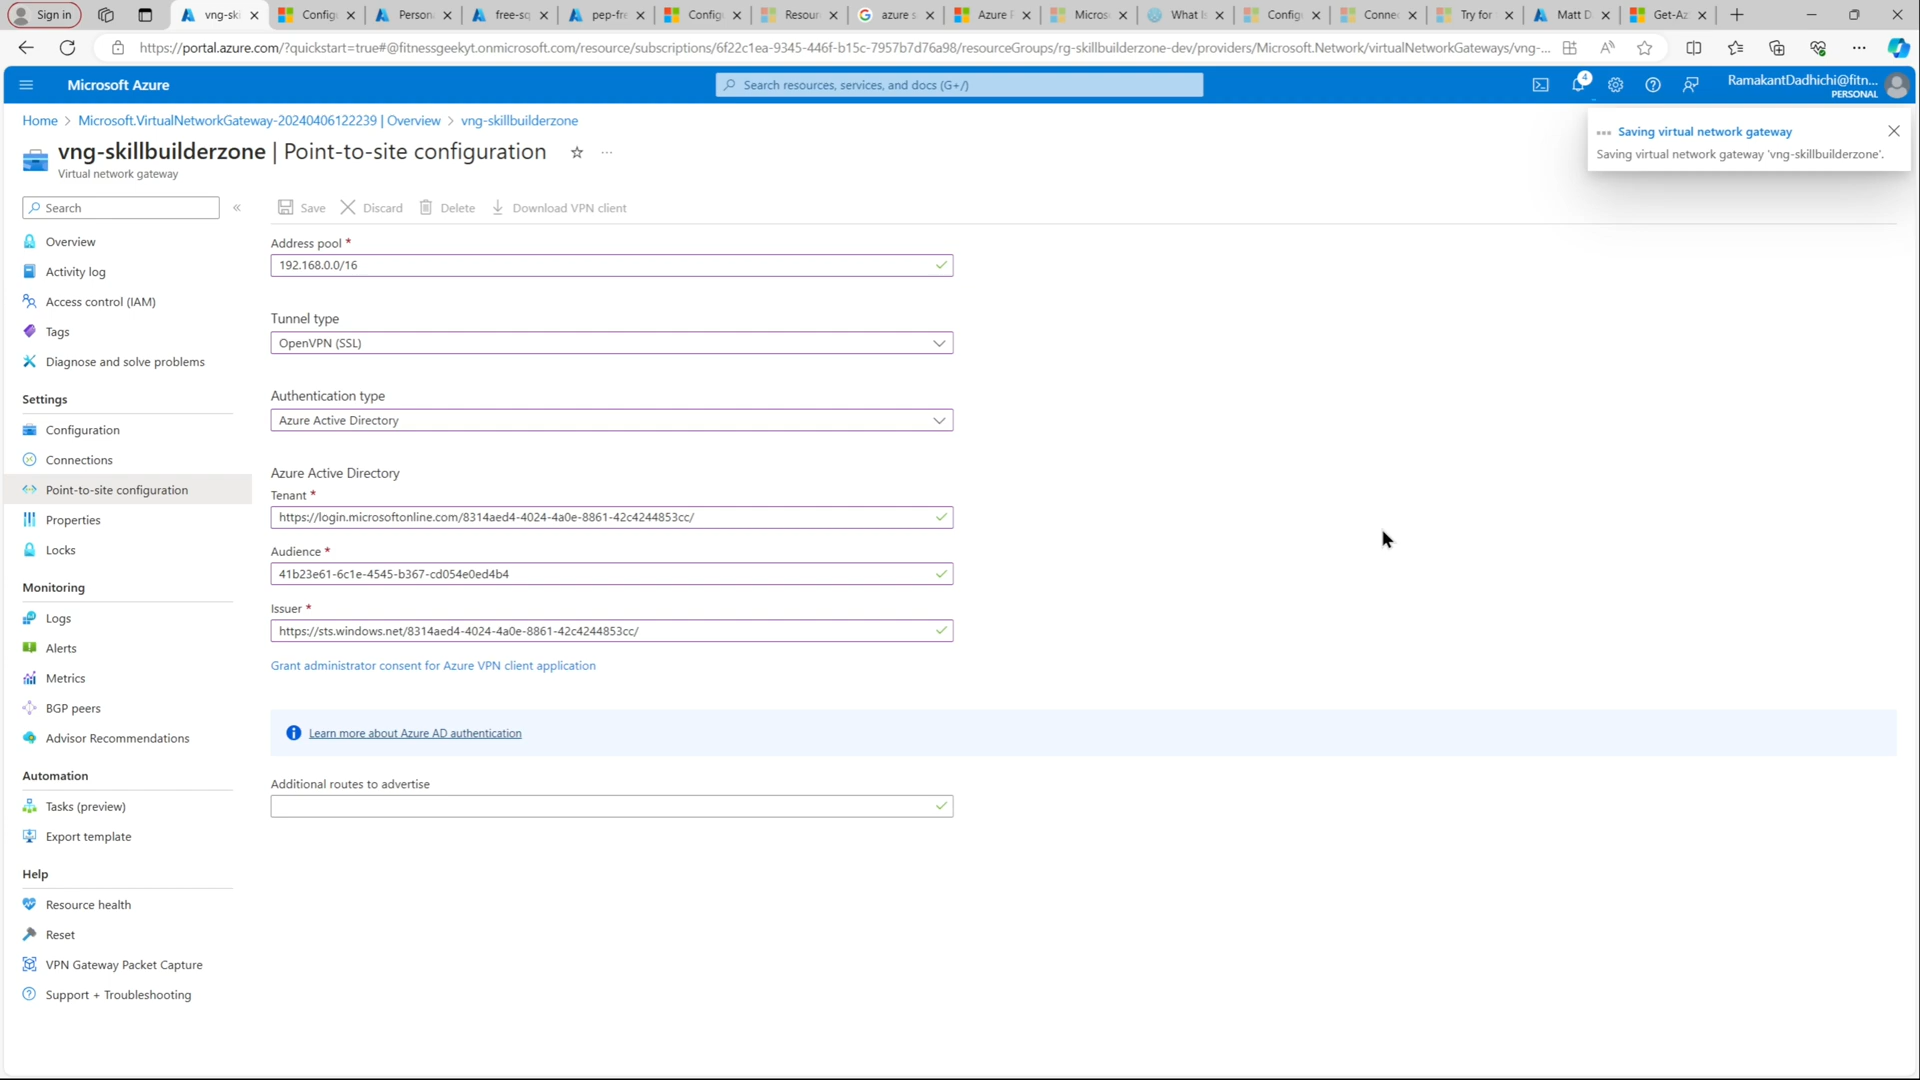 Sign in
vng-ski
Config
Person
free-sq
pep-fre
Config
Resour
azure s
Azure F
Micros
What I
Config
Conne
Try for
Matt D
Get-Az
https://portal.azure.com/?quickstart=true#@fitnessgeekyt.onmicrosoft.com/resource/subscriptions/6f22c1ea-9345-446f-b15c-7957b7d76a98/resourceGroups/rg-skillbuilderzone-dev/providers/Microsoft.Network/virtualNetworkGateways/vng-...
Microsoft Azure
Search resources, services, and docs (G+/)
4
RamakantDadhichi@fitn...
PERSONAL
Home > Microsoft.VirtualNetworkGateway-20240406122239 | Overview > vng-skillbuilderzone
Saving virtual network gateway
Saving virtual network gateway 'vng-skillbuilderzone'.
vng-skillbuilderzone | Point-to-site configuration
Virtual network gateway
Search
Save
Discard
Delete
Download VPN client
Overview
Activity log
Access control (IAM)
Tags
Diagnose and solve problems
Settings
Configuration
Connections
Point-to-site configuration
Properties
Locks
Monitoring
Logs
Alerts
Metrics
BGP peers
Advisor Recommendations
Automation
Tasks (preview)
Export template
Help
Resource health
Reset
VPN Gateway Packet Capture
Support + Troubleshooting
Address pool *
192.168.0.0/16
Tunnel type
OpenVPN (SSL)
Authentication type
Azure Active Directory
Azure Active Directory
Tenant *
https://login.microsoftonline.com/8314aed4-4024-4a0e-8861-42c4244853cc/
Audience *
41b23e61-6c1e-4545-b367-cd054e0ed4b4
Issuer *
https://sts.windows.net/8314aed4-4024-4a0e-8861-42c4244853cc/
Grant administrator consent for Azure VPN client application
Learn more about Azure AD authentication
Additional routes to advertise